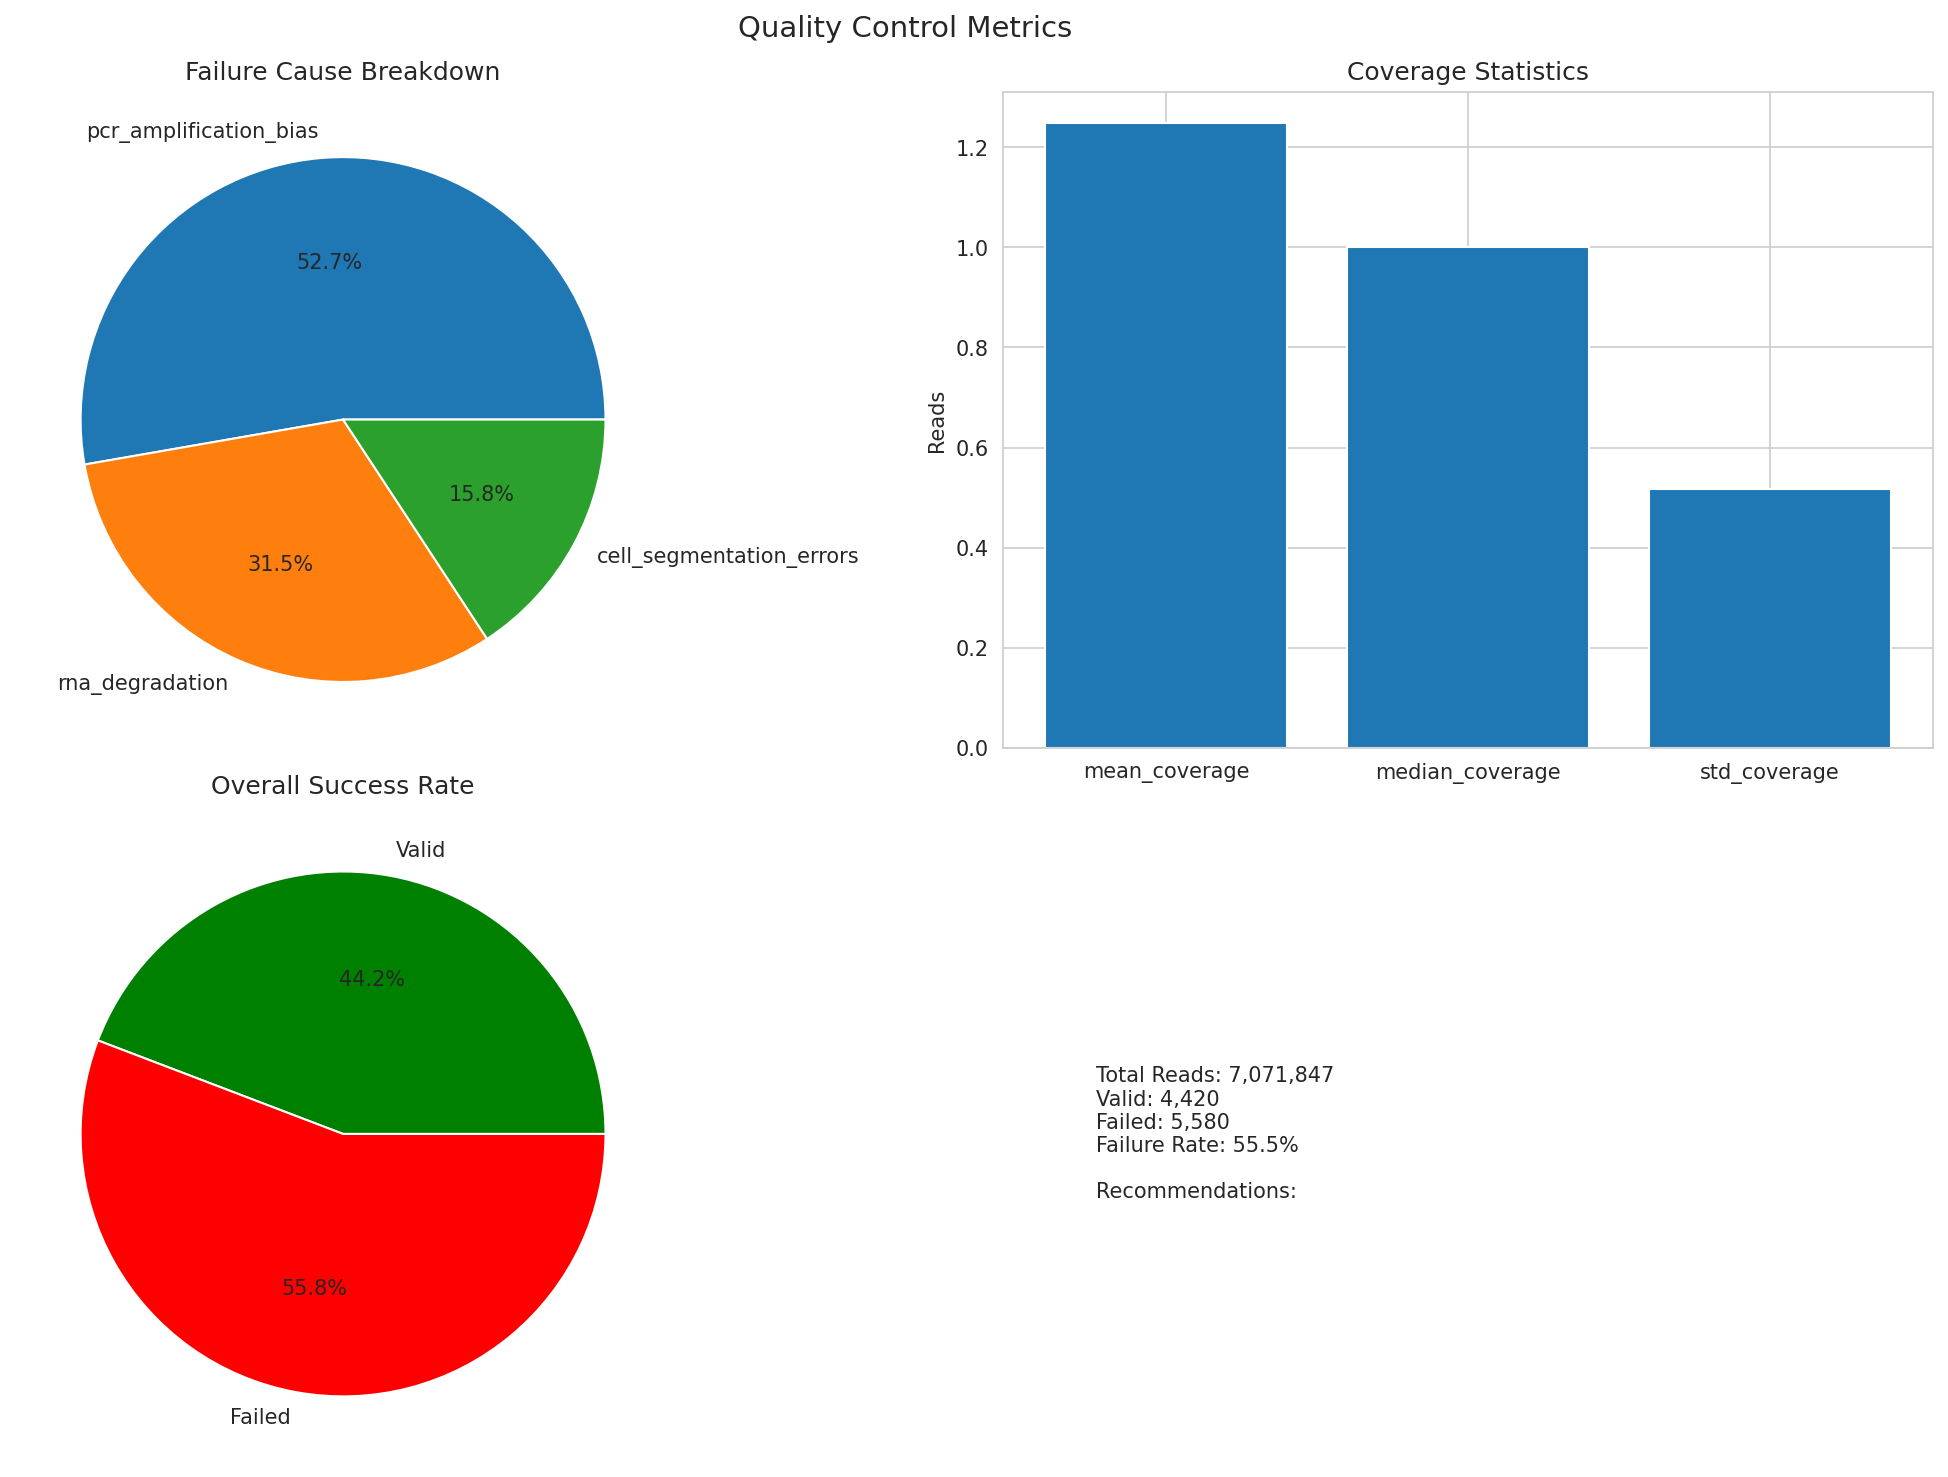 Quality Control Metrics
Failure Cause Breakdown
pcr_amplification_bias
52.7%
15.8%
31.5%
cell_segmentation_errors
rna_degradation
Coverage Statistics
Reads
1.2
1.0
0.8
0.6
0.4
0.2
0.0
mean_coverage
median_coverage
std_coverage
Overall Success Rate
Valid
44.2%
55.8%
Failed
Total Reads: 7,071,847
Valid: 4,420
Failed: 5,580
Failure Rate: 55.5%
Recommendations: